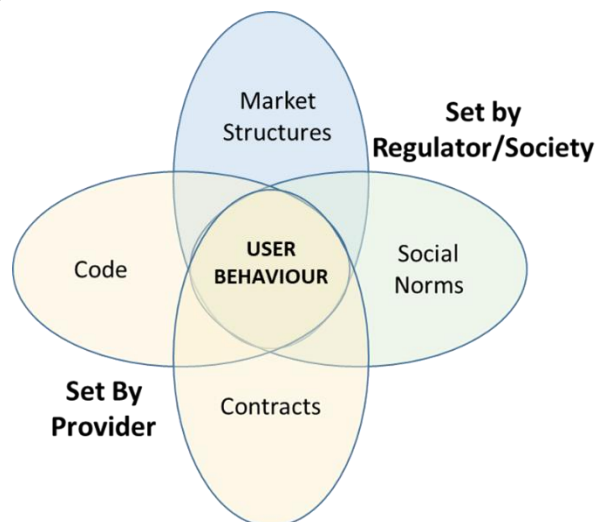 Market
Structures
Set by
Regulator/Society
Code
USER
BEHAVIOUR
Social
Norms
Set By
Provider
Contracts